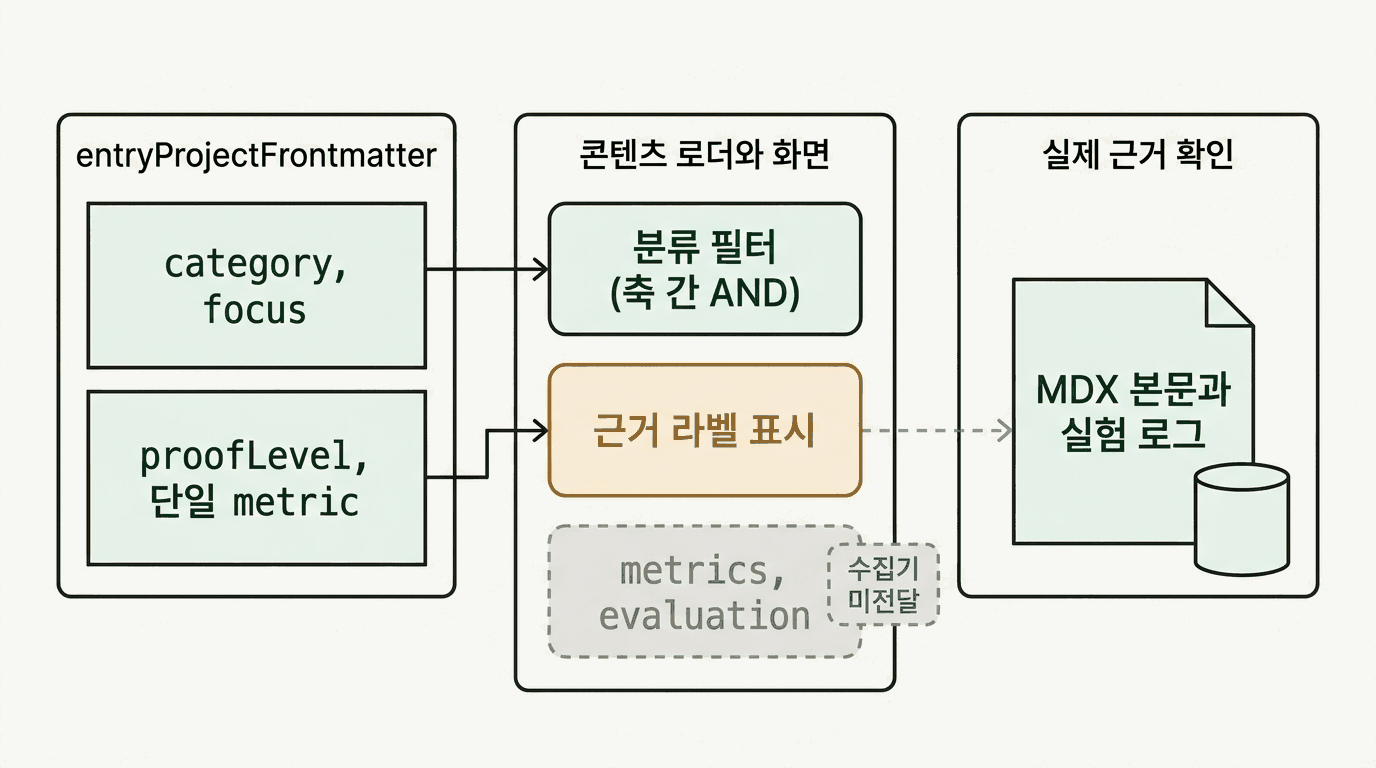 entryProjectFrontmatter
category,
focus
proofLevel,
단일 metric
콘텐츠 로더와 화면
분류 필터
(축 간 AND)
근거 라벨 표시
metrics,
evaluation
수집기
미전달
실제 근거 확인
MDX 본문과
실험 로그